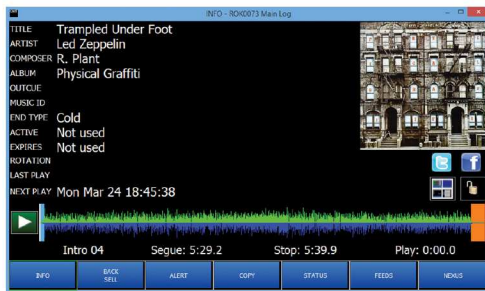 INFO - ROK0073 Main Log
TITLE Trampled Under Foot
ARTIST Led Zeppelin
COMPOSER R. Plant
ALBUM Physical Graffiti
OUTCUE
MUSIC ID
END TYPE Cold
ACTIVE Not used
EXPIRES Not used
ROTATION
LAST PLAY
NEXT PLAY Mon Mar 24 18:45:38
Intro 04 Segue: 5:29.2 Stop: 5:39.9 Play: 0:00.0
INFO BACK SELL ALERT COPY STATUS FEEDS NEXUS